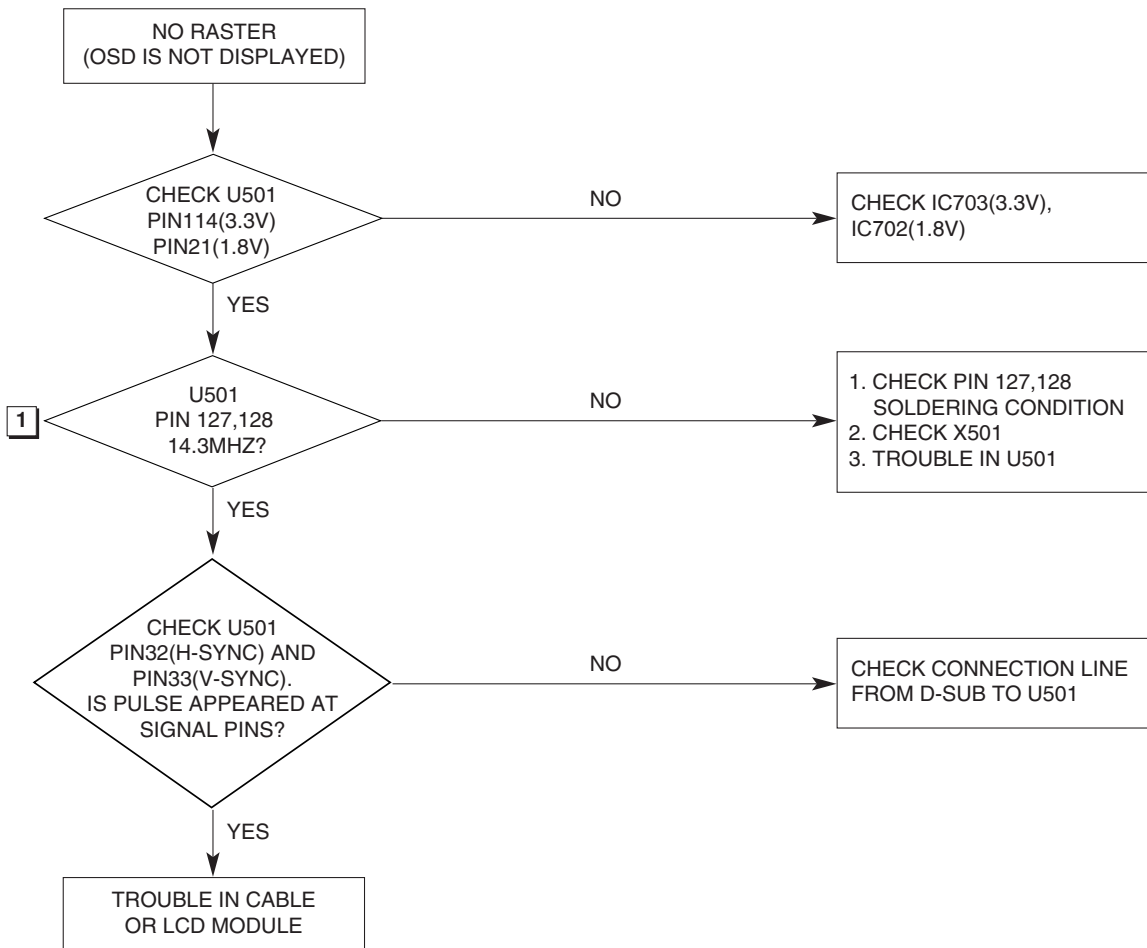 NO RASTER
(OSD IS NOT DISPLAYED)
CHECK U501
PIN114(3.3V)
PIN21(1.8V)
NO
CHECK IC703(3.3V),
IC702(1.8V)
YES
1
U501
PIN 127,128
14.3MHZ?
NO
1. CHECK PIN 127,128
SOLDERING CONDITION
2. CHECK X501
3. TROUBLE IN U501
YES
CHECK U501
PIN32(H-SYNC) AND
PIN33(V-SYNC).
IS PULSE APPEARED AT
SIGNAL PINS?
NO
CHECK CONNECTION LINE
FROM D-SUB TO U501
YES
TROUBLE IN CABLE
OR LCD MODULE